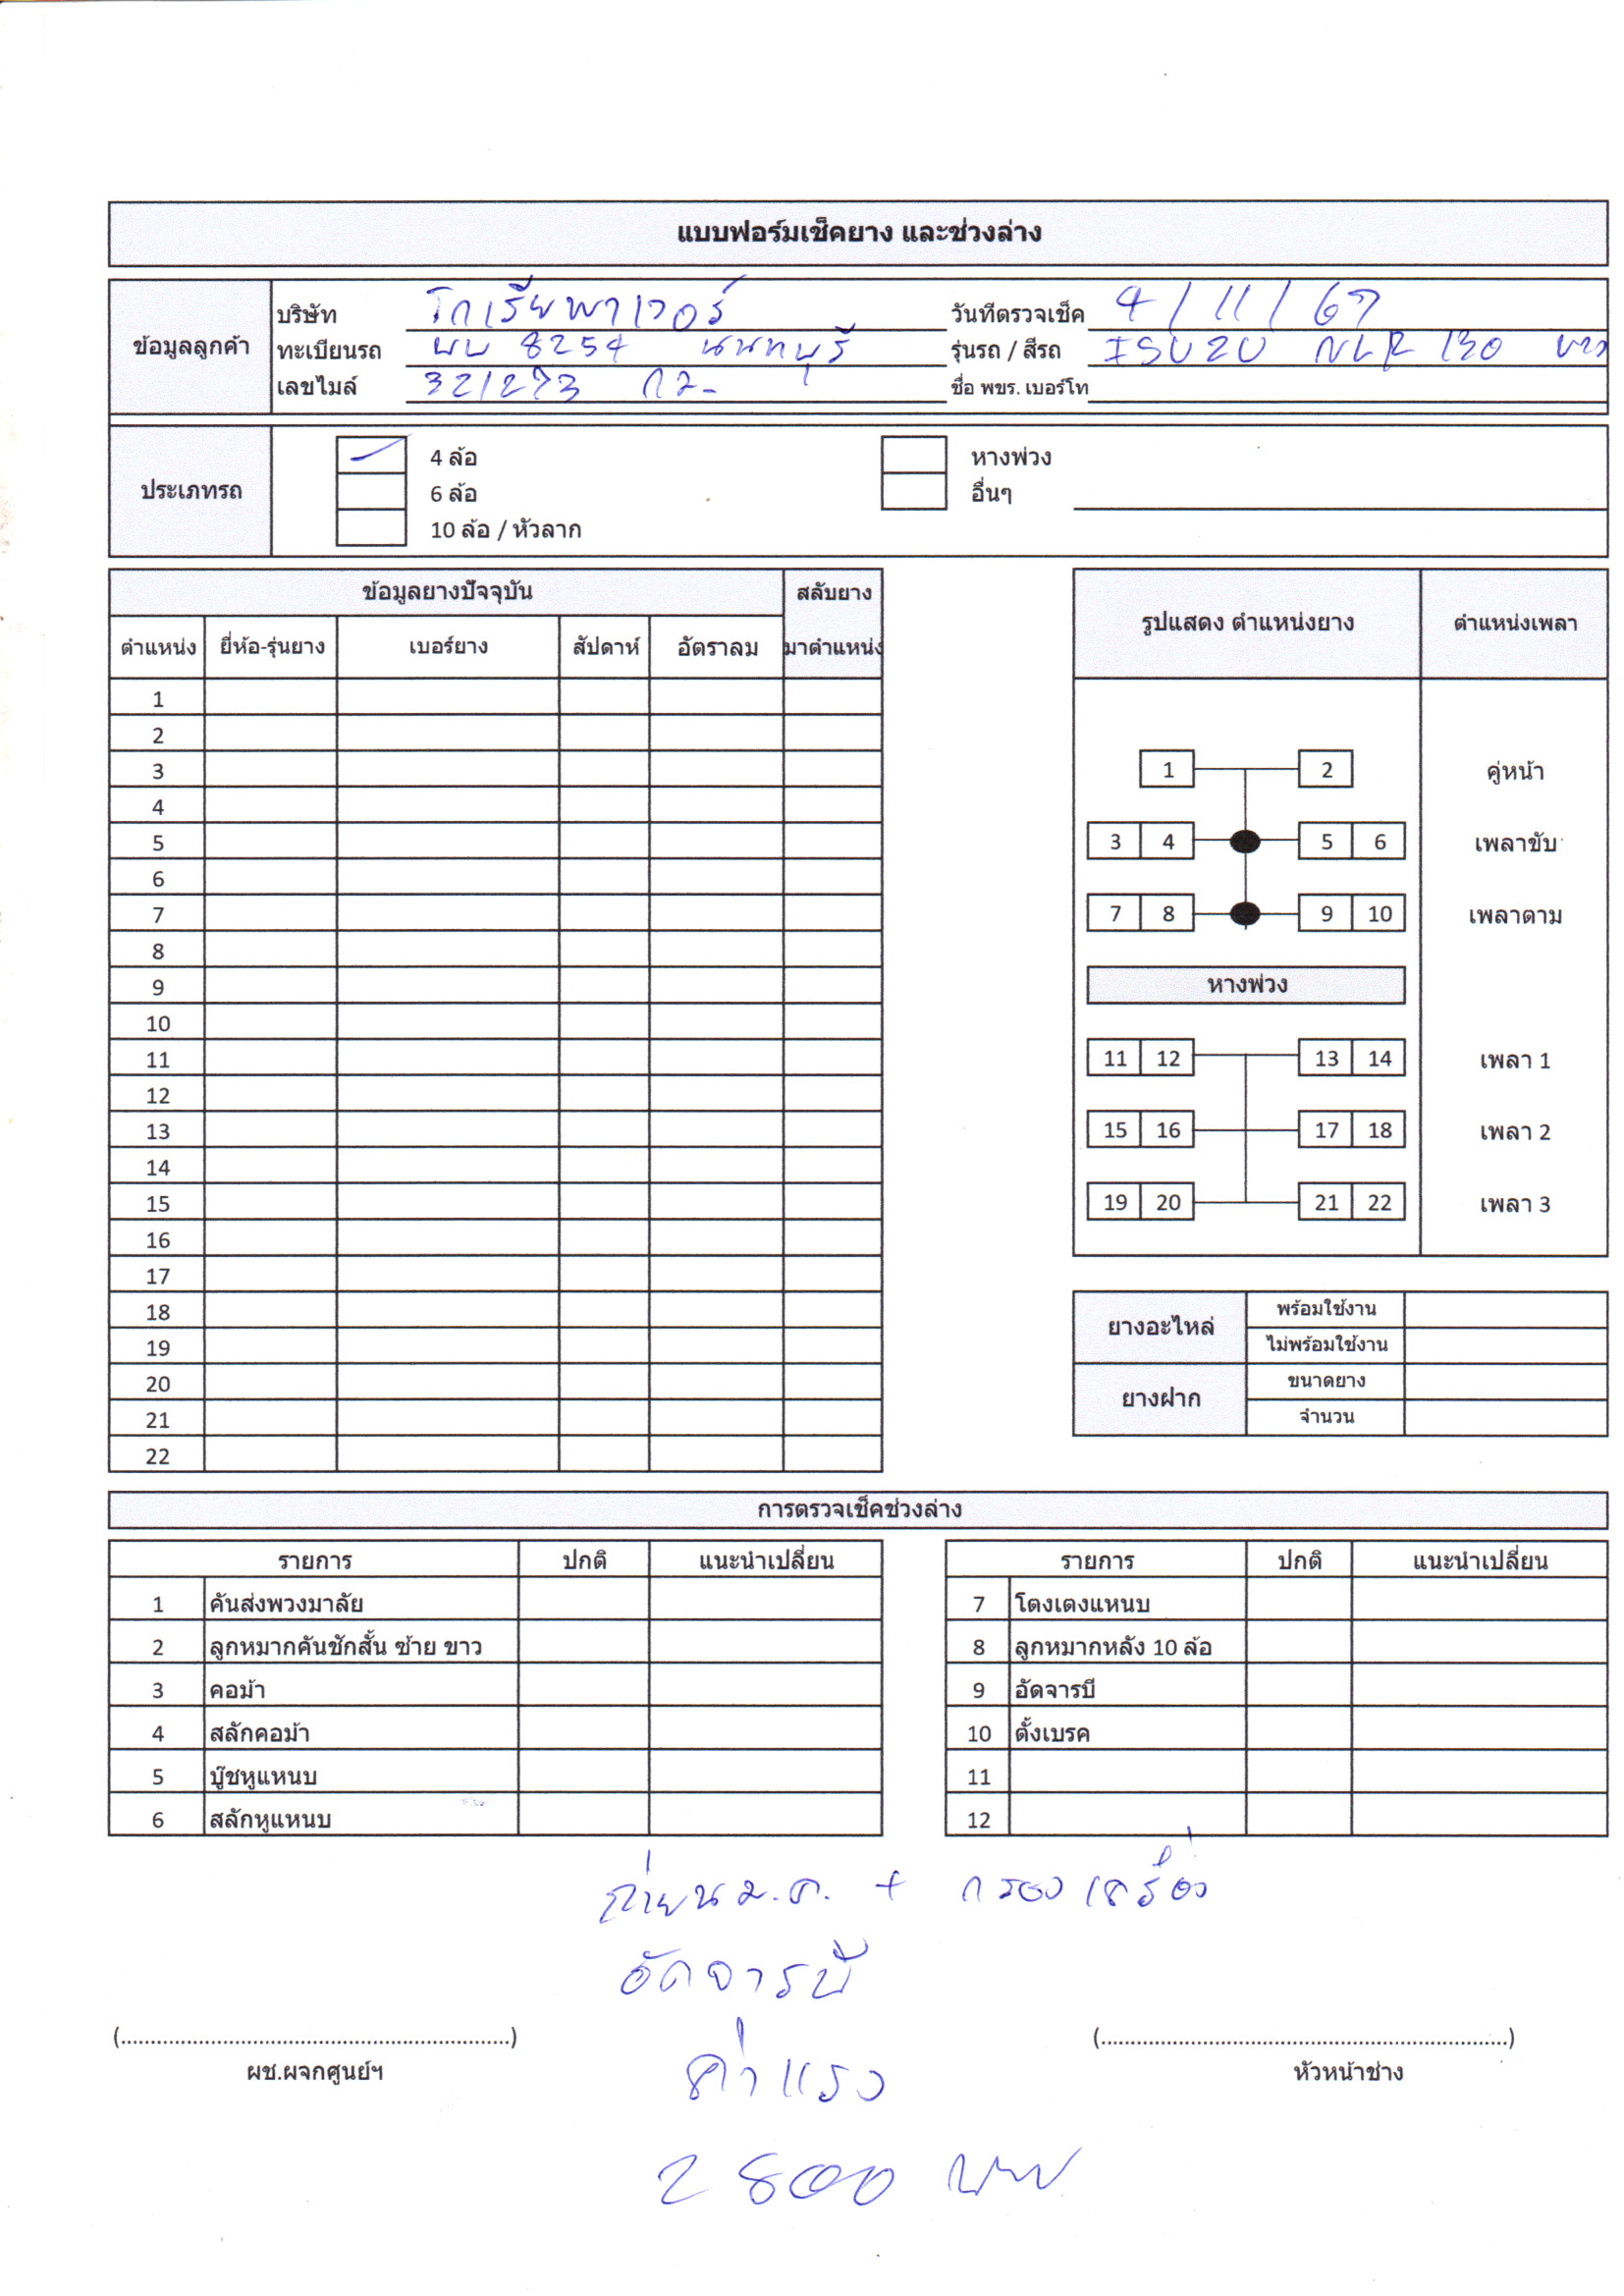 แบบฟอร์มเช็คยาง และช่วงล่าง
ข้อมูลลูกค้า
บริษัท โกเรียพาเวอร์ วันที่ตรวจเช็ค 4/11/67
ทะเบียนรถ ผบ 8254 นนทบุรี รุ่นรถ / สีรถ ISUZU NLR 130 ขาว
เลขไมล์ 321273 กม- ชื่อ พขร. เบอร์โท
ประเภทรถ
4 ล้อ หางพ่วง
6 ล้อ อื่นๆ
10 ล้อ / หัวลาก
ข้อมูลยางปัจจุบัน สลับยาง
ตำแหน่ง ยี่ห้อ-รุ่นยาง เบอร์ยาง สัปดาห์ อัตราลม มาตำแหน่ง
1
2
3
4
5
6
7
8
9
10
11
12
13
14
15
16
17
18
19
20
21
22
รูปแสดง ตำแหน่งยาง ตำแหน่งเพลา
1 2 คู่หน้า
3 4 5 6 เพลาขับ
7 8 9 10 เพลาตาม
หางพ่วง
11 12 13 14 เพลา 1
15 16 17 18 เพลา 2
19 20 21 22 เพลา 3
ยางอะไหล่ พร้อมใช้งาน
ไม่พร้อมใช้งาน
ยางฝาก ขนาดยาง
จำนวน
การตรวจเช็คช่วงล่าง
รายการ ปกติ แนะนำเปลี่ยน รายการ ปกติ แนะนำเปลี่ยน
1 คันส่งพวงมาลัย 7 โตงเตงแหนบ
2 ลูกหมากคันชักสั้น ซ้าย ขาว 8 ลูกหมากหลัง 10 ล้อ
3 คอม้า 9 อัดจารบี
4 สลักคอม้า 10 ตั้งเบรค
5 บู๊ชหูแหนบ 11
6 สลักหูแหนบ 12
ถ่ายน.ม.ค. + กรองเครื่อง
อัดจารบี
ค่าแรง
2800 บาท
(.................................................................) (.....................................................................)
ผช.ผจกศูนย์ฯ หัวหน้าช่าง